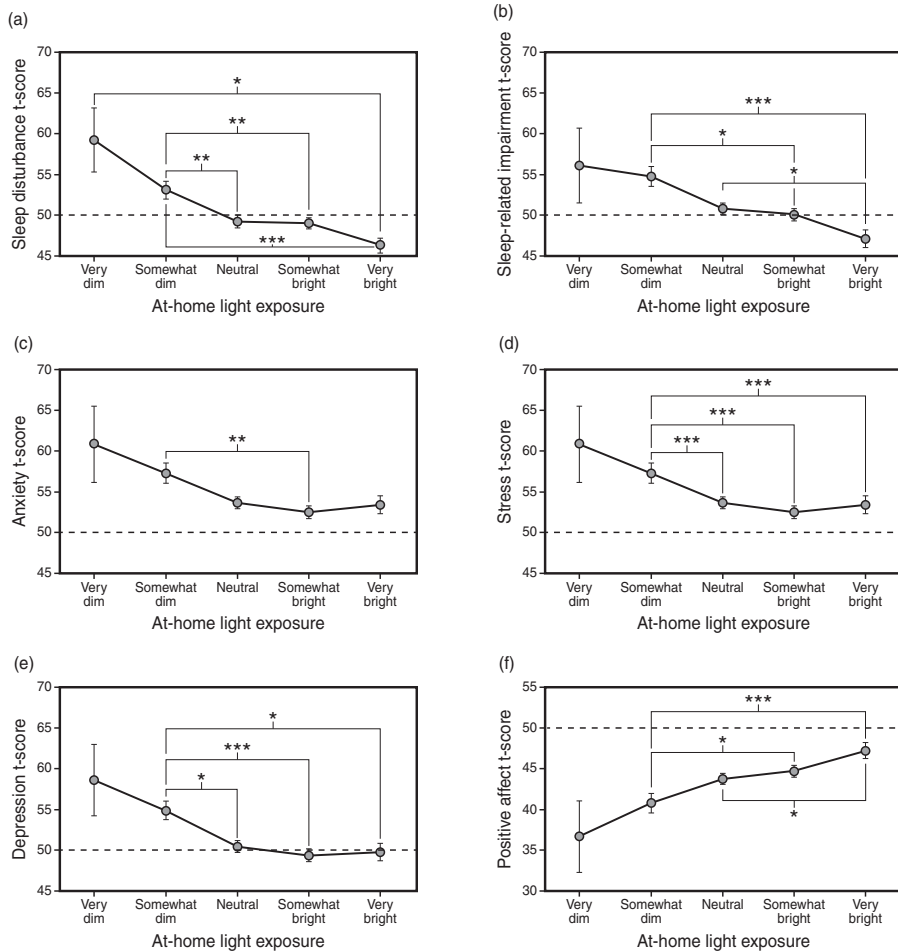 (a)
Sleep disturbance t-score
70
65
60
55
50
45
*
**
**
***
Very dim
Somewhat dim
Neutral
Somewhat bright
Very bright
At-home light exposure
(b)
Sleep-related impairment t-score
70
65
60
55
50
45
***
*
*
Very dim
Somewhat dim
Neutral
Somewhat bright
Very bright
At-home light exposure
(c)
Anxiety t-score
70
65
60
55
50
45
**
Very dim
Somewhat dim
Neutral
Somewhat bright
Very bright
At-home light exposure
(d)
Stress t-score
70
65
60
55
50
45
***
***
***
Very dim
Somewhat dim
Neutral
Somewhat bright
Very bright
At-home light exposure
(e)
Depression t-score
70
65
60
55
50
45
*
***
*
Very dim
Somewhat dim
Neutral
Somewhat bright
Very bright
At-home light exposure
(f)
Positive affect t-score
55
50
45
40
35
30
***
*
*
Very dim
Somewhat dim
Neutral
Somewhat bright
Very bright
At-home light exposure